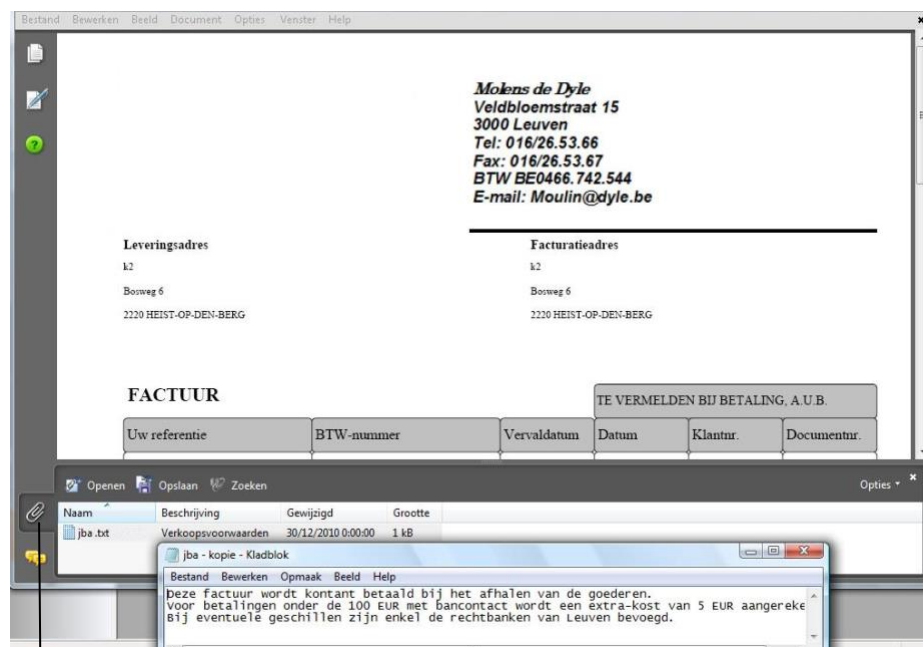 Bestand Bewerken Beeld Document Opties Venster Help
Molens de Dyle
Veldbloemstraat 15
3000 Leuven
Tel: 016/26.53.66
Fax: 016/26.53.67
BTW BE0466.742.544
E-mail: Moulin@dyle.be
Leveringsadres Facturatieadres
k2 k2
Bosweg 6 Bosweg 6
2220 HEIST-OP-DEN-BERG 2220 HEIST-OP-DEN-BERG
FACTUUR TE VERMELDEN BIJ BETALING, A.U.B.
Uw referentie BTW-nummer Vervaldatum Datum Klantnr. Documentnr.
Openen Opslaan Zoeken Opties
Naam Beschrijving Gewijzigd Grootte
jba .txt Verkoopsvoorwaarden 30/12/2010 0:00:00 1 kB
jba - kopie - Kladblok
Bestand Bewerken Opmaak Beeld Help
Deze factuur wordt kontant betaald bij het afhalen van de goederen.
Voor betalingen onder de 100 EUR met bancontact wordt een extra-kost van 5 EUR aangereke
Bij eventuele geschillen zijn enkel de rechtbanken van Leuven bevoegd.